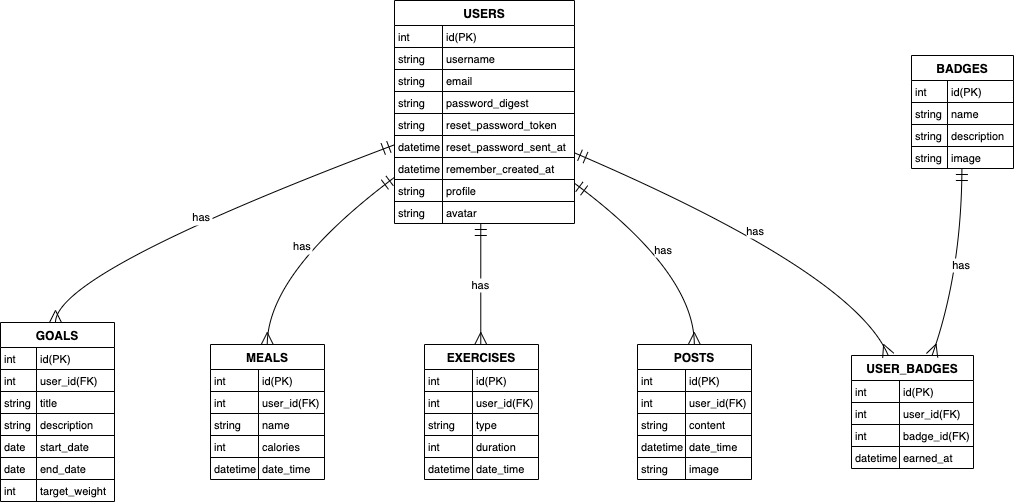 USERS
int id(PK)
string username
string email
string password_digest
string reset_password_token
datetime reset_password_sent_at
datetime remember_created_at
string profile
string avatar
BADGES
int id(PK)
string name
string description
string image
has
has
has
has
has
has
GOALS
int id(PK)
int user_id(FK)
string title
string description
date start_date
date end_date
int target_weight
MEALS
int id(PK)
int user_id(FK)
string name
int calories
datetime date_time
EXERCISES
int id(PK)
int user_id(FK)
string type
int duration
datetime date_time
POSTS
int id(PK)
int user_id(FK)
string content
datetime date_time
string image
USER_BADGES
int id(PK)
int user_id(FK)
int badge_id(FK)
datetime earned_at